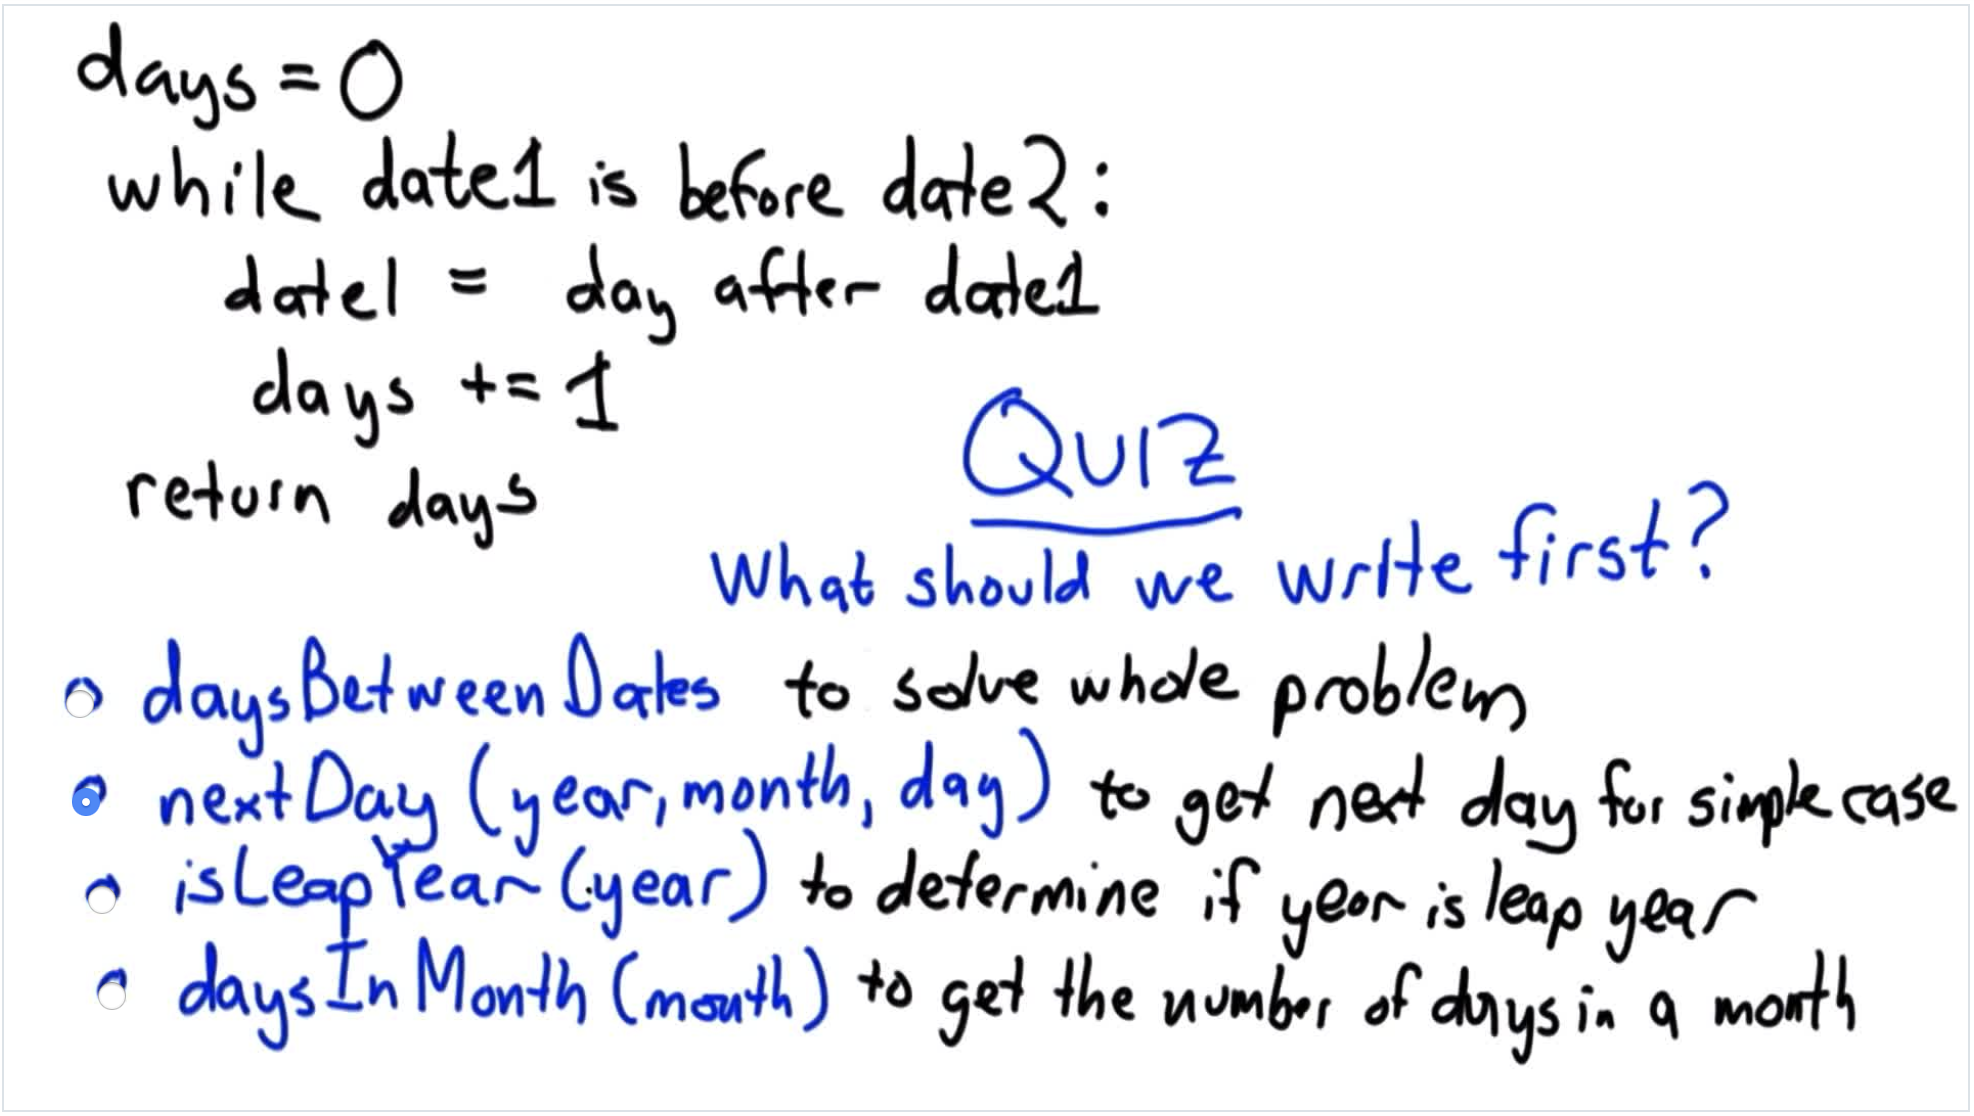 days = 0
while date1 is before date2:
date1 = day after date1
days += 1
return days
QUIZ
What should we write first?
daysBetweenDates to solve whole problem
nextDay (year, month, day) to get next day for simple case
isLeapYear (year) to determine if year is leap year
daysInMonth (month) to get the number of days in a month